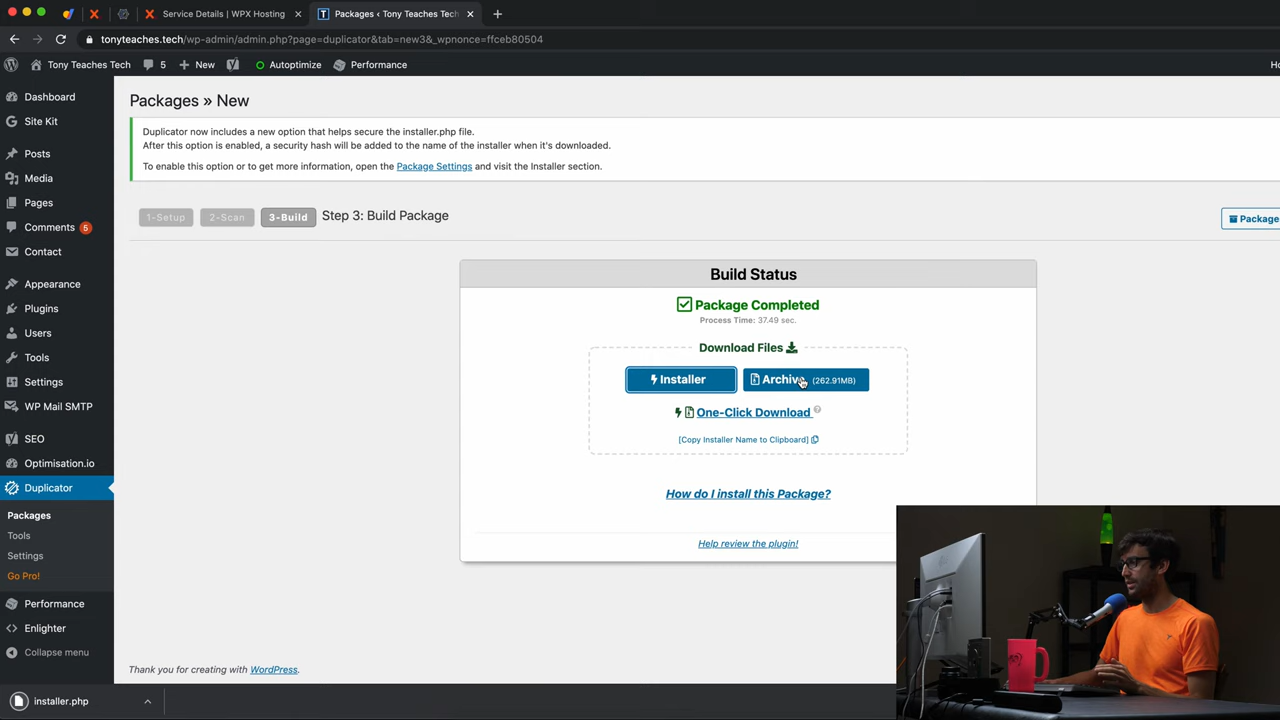 Service Details | WPX Hosting
Packages ‹ Tony Teaches Tech
tonyteaches.tech/wp-admin/admin.php?page=duplicator&tab=new3&_wpnonce=ffceb80504
Tony Teaches Tech
5
New
Autoptimize
Performance
Dashboard
Site Kit
Posts
Media
Pages
Comments 5
Contact
Appearance
Plugins
Users
Tools
Settings
WP Mail SMTP
SEO
Optimisation.io
Duplicator
Packages
Tools
Settings
Go Pro!
Performance
Enlighter
Collapse menu
Packages » New
Duplicator now includes a new option that helps secure the installer.php file.
After this option is enabled, a security hash will be added to the name of the installer when it's downloaded.
To enable this option or to get more information, open the Package Settings and visit the Installer section.
1-Setup
2-Scan
3-Build
Step 3: Build Package
Package
Build Status
Package Completed
Process Time: 37.49 sec.
Download Files
Installer
Archive (262.91MB)
One-Click Download
[Copy Installer Name to Clipboard]
How do I install this Package?
Help review the plugin!
Thank you for creating with WordPress.
installer.php